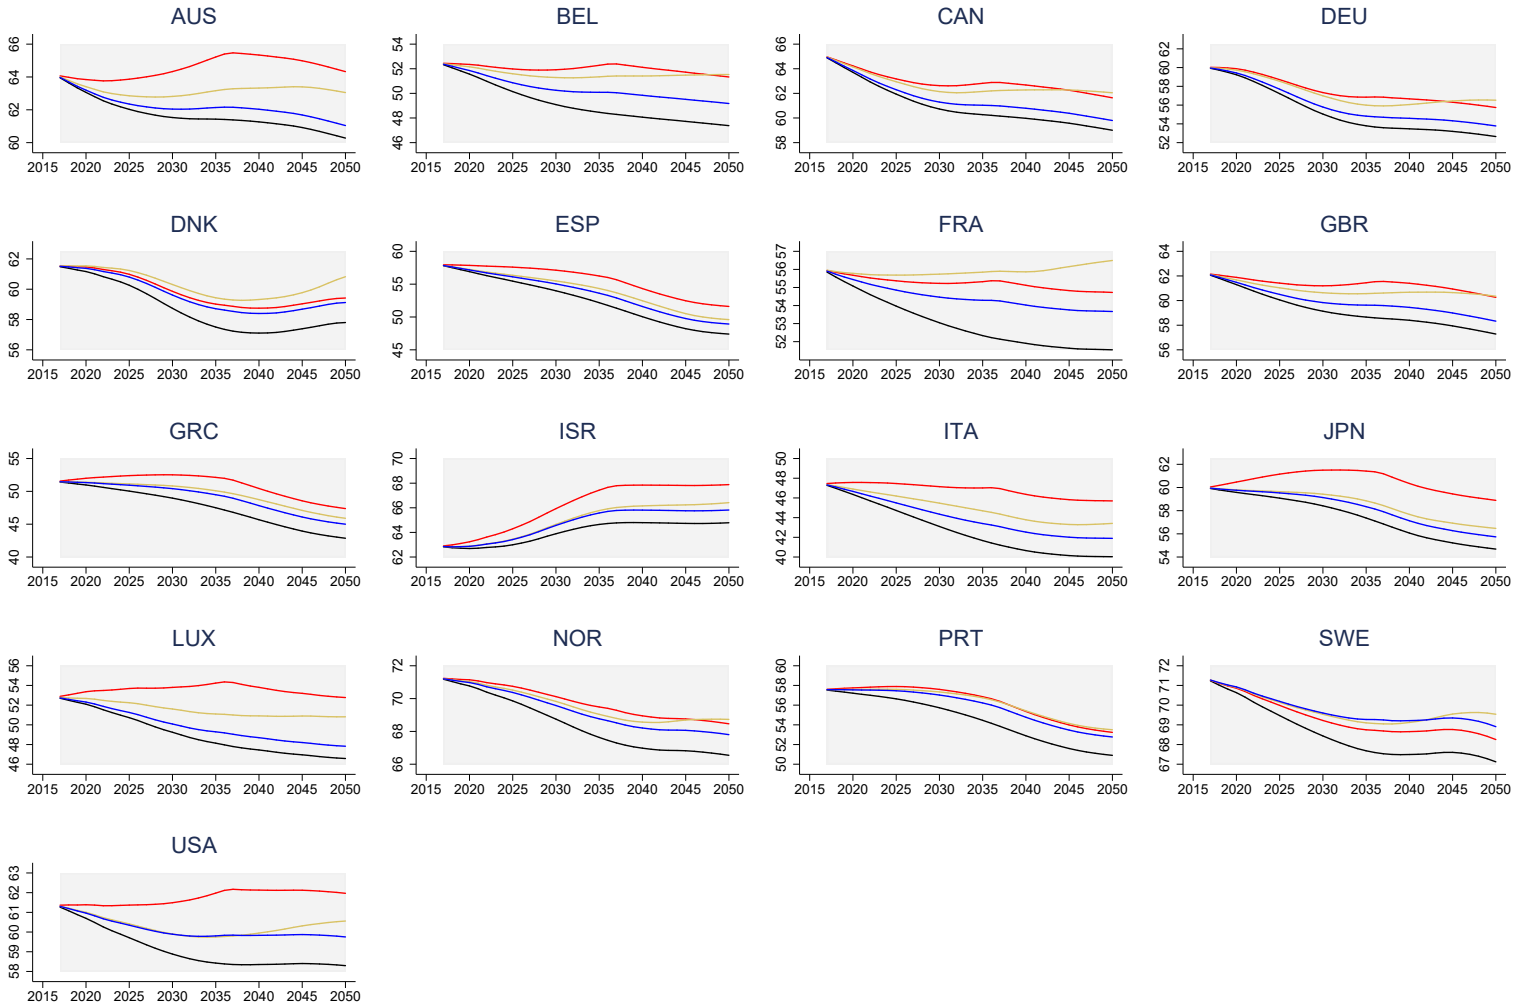 AUS BEL CAN DEU
66 64 62 60
54 52 50 48 46
66 64 62 60 58
62 60 58 56 54 52
2015 2020 2025 2030 2035 2040 2045 2050
2015 2020 2025 2030 2035 2040 2045 2050
2015 2020 2025 2030 2035 2040 2045 2050
2015 2020 2025 2030 2035 2040 2045 2050
DNK ESP FRA GBR
62 60 58 56
60 55 50 45
57 56 55 54 53 52
64 62 60 58 56
2015 2020 2025 2030 2035 2040 2045 2050
2015 2020 2025 2030 2035 2040 2045 2050
2015 2020 2025 2030 2035 2040 2045 2050
2015 2020 2025 2030 2035 2040 2045 2050
GRC ISR ITA JPN
55 50 45 40
70 68 66 64 62
50 48 46 44 42 40
62 60 58 56 54
2015 2020 2025 2030 2035 2040 2045 2050
2015 2020 2025 2030 2035 2040 2045 2050
2015 2020 2025 2030 2035 2040 2045 2050
2015 2020 2025 2030 2035 2040 2045 2050
LUX NOR PRT SWE
56 54 52 50 48 46
72 70 68 66
60 58 56 54 52 50
72 71 70 69 68 67
2015 2020 2025 2030 2035 2040 2045 2050
2015 2020 2025 2030 2035 2040 2045 2050
2015 2020 2025 2030 2035 2040 2045 2050
2015 2020 2025 2030 2035 2040 2045 2050
USA
63 62 61 60 59 58
2015 2020 2025 2030 2035 2040 2045 2050